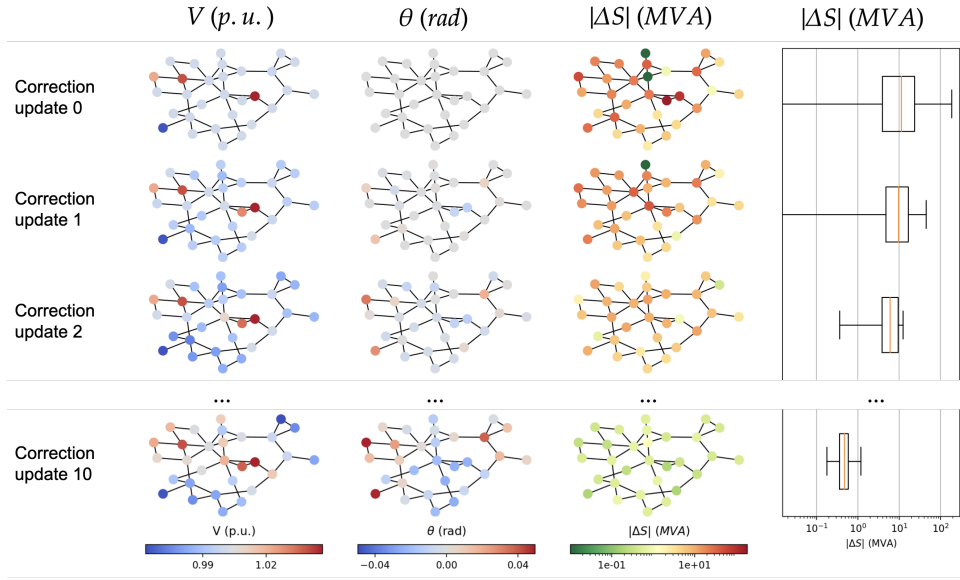 V (p. u.) θ (rad) |ΔS| (MVA) |ΔS| (MVA)
Correction
update 0
Correction
update 1
Correction
update 2
... ... ... ...
Correction
update 10
V (p.u.) θ (rad) |ΔS| (MVA)
0.99 1.02 −0.04 0.00 0.04 1e-01 1e+01
10⁻¹ 10⁰ 10¹ 10²
|ΔS| (MVA)